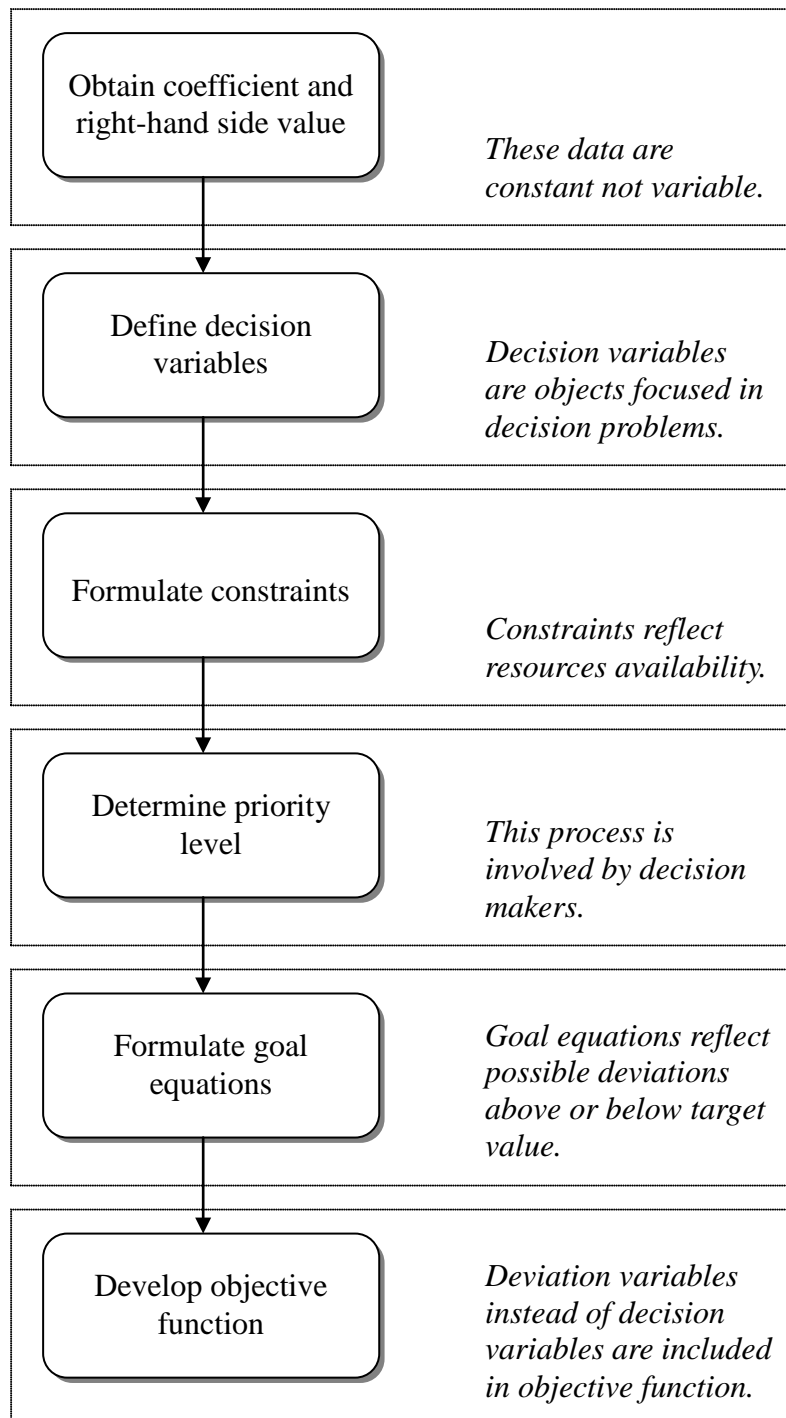 Obtain coefficient and
right-hand side value
These data are
constant not variable.
Define decision
variables
Decision variables
are objects focused in
decision problems.
Formulate constraints
Constraints reflect
resources availability.
Determine priority
level
This process is
involved by decision
makers.
Formulate goal
equations
Goal equations reflect
possible deviations
above or below target
value.
Develop objective
function
Deviation variables
instead of decision
variables are included
in objective function.